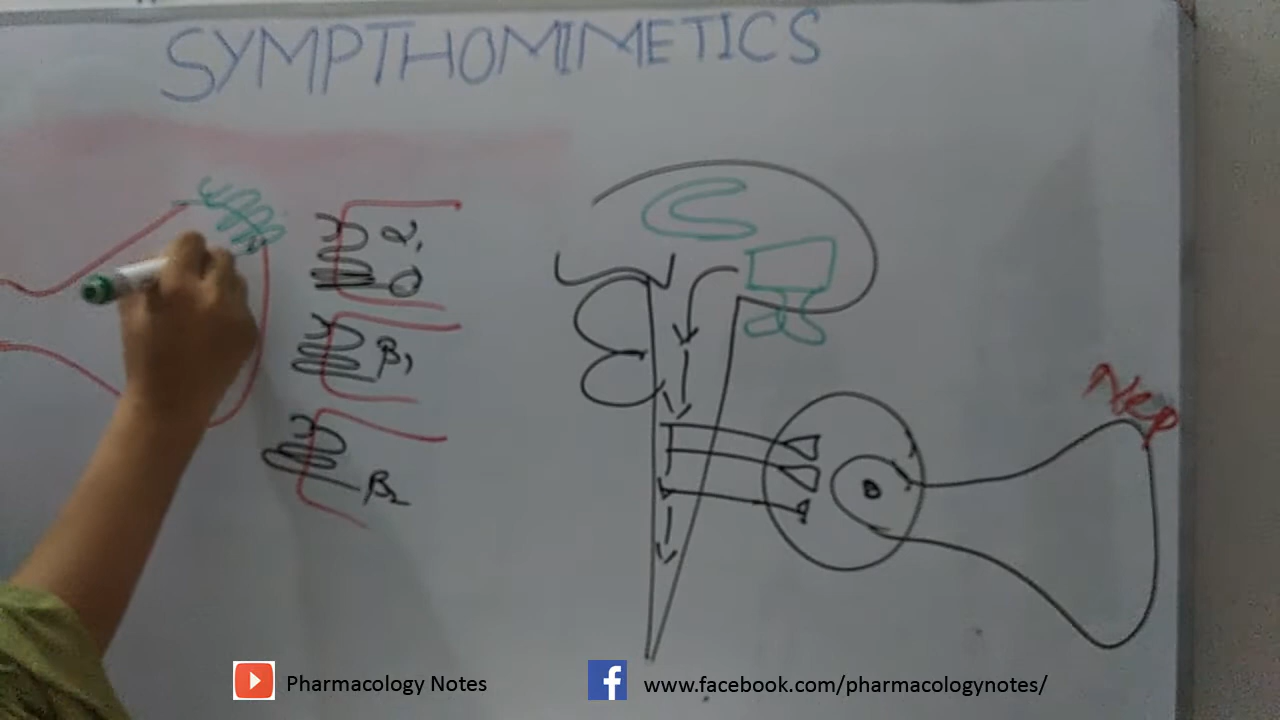 SYMPTHOMIMETICS
α1
β1
β2
Nep
Pharmacology Notes
www.facebook.com/pharmacologynotes/